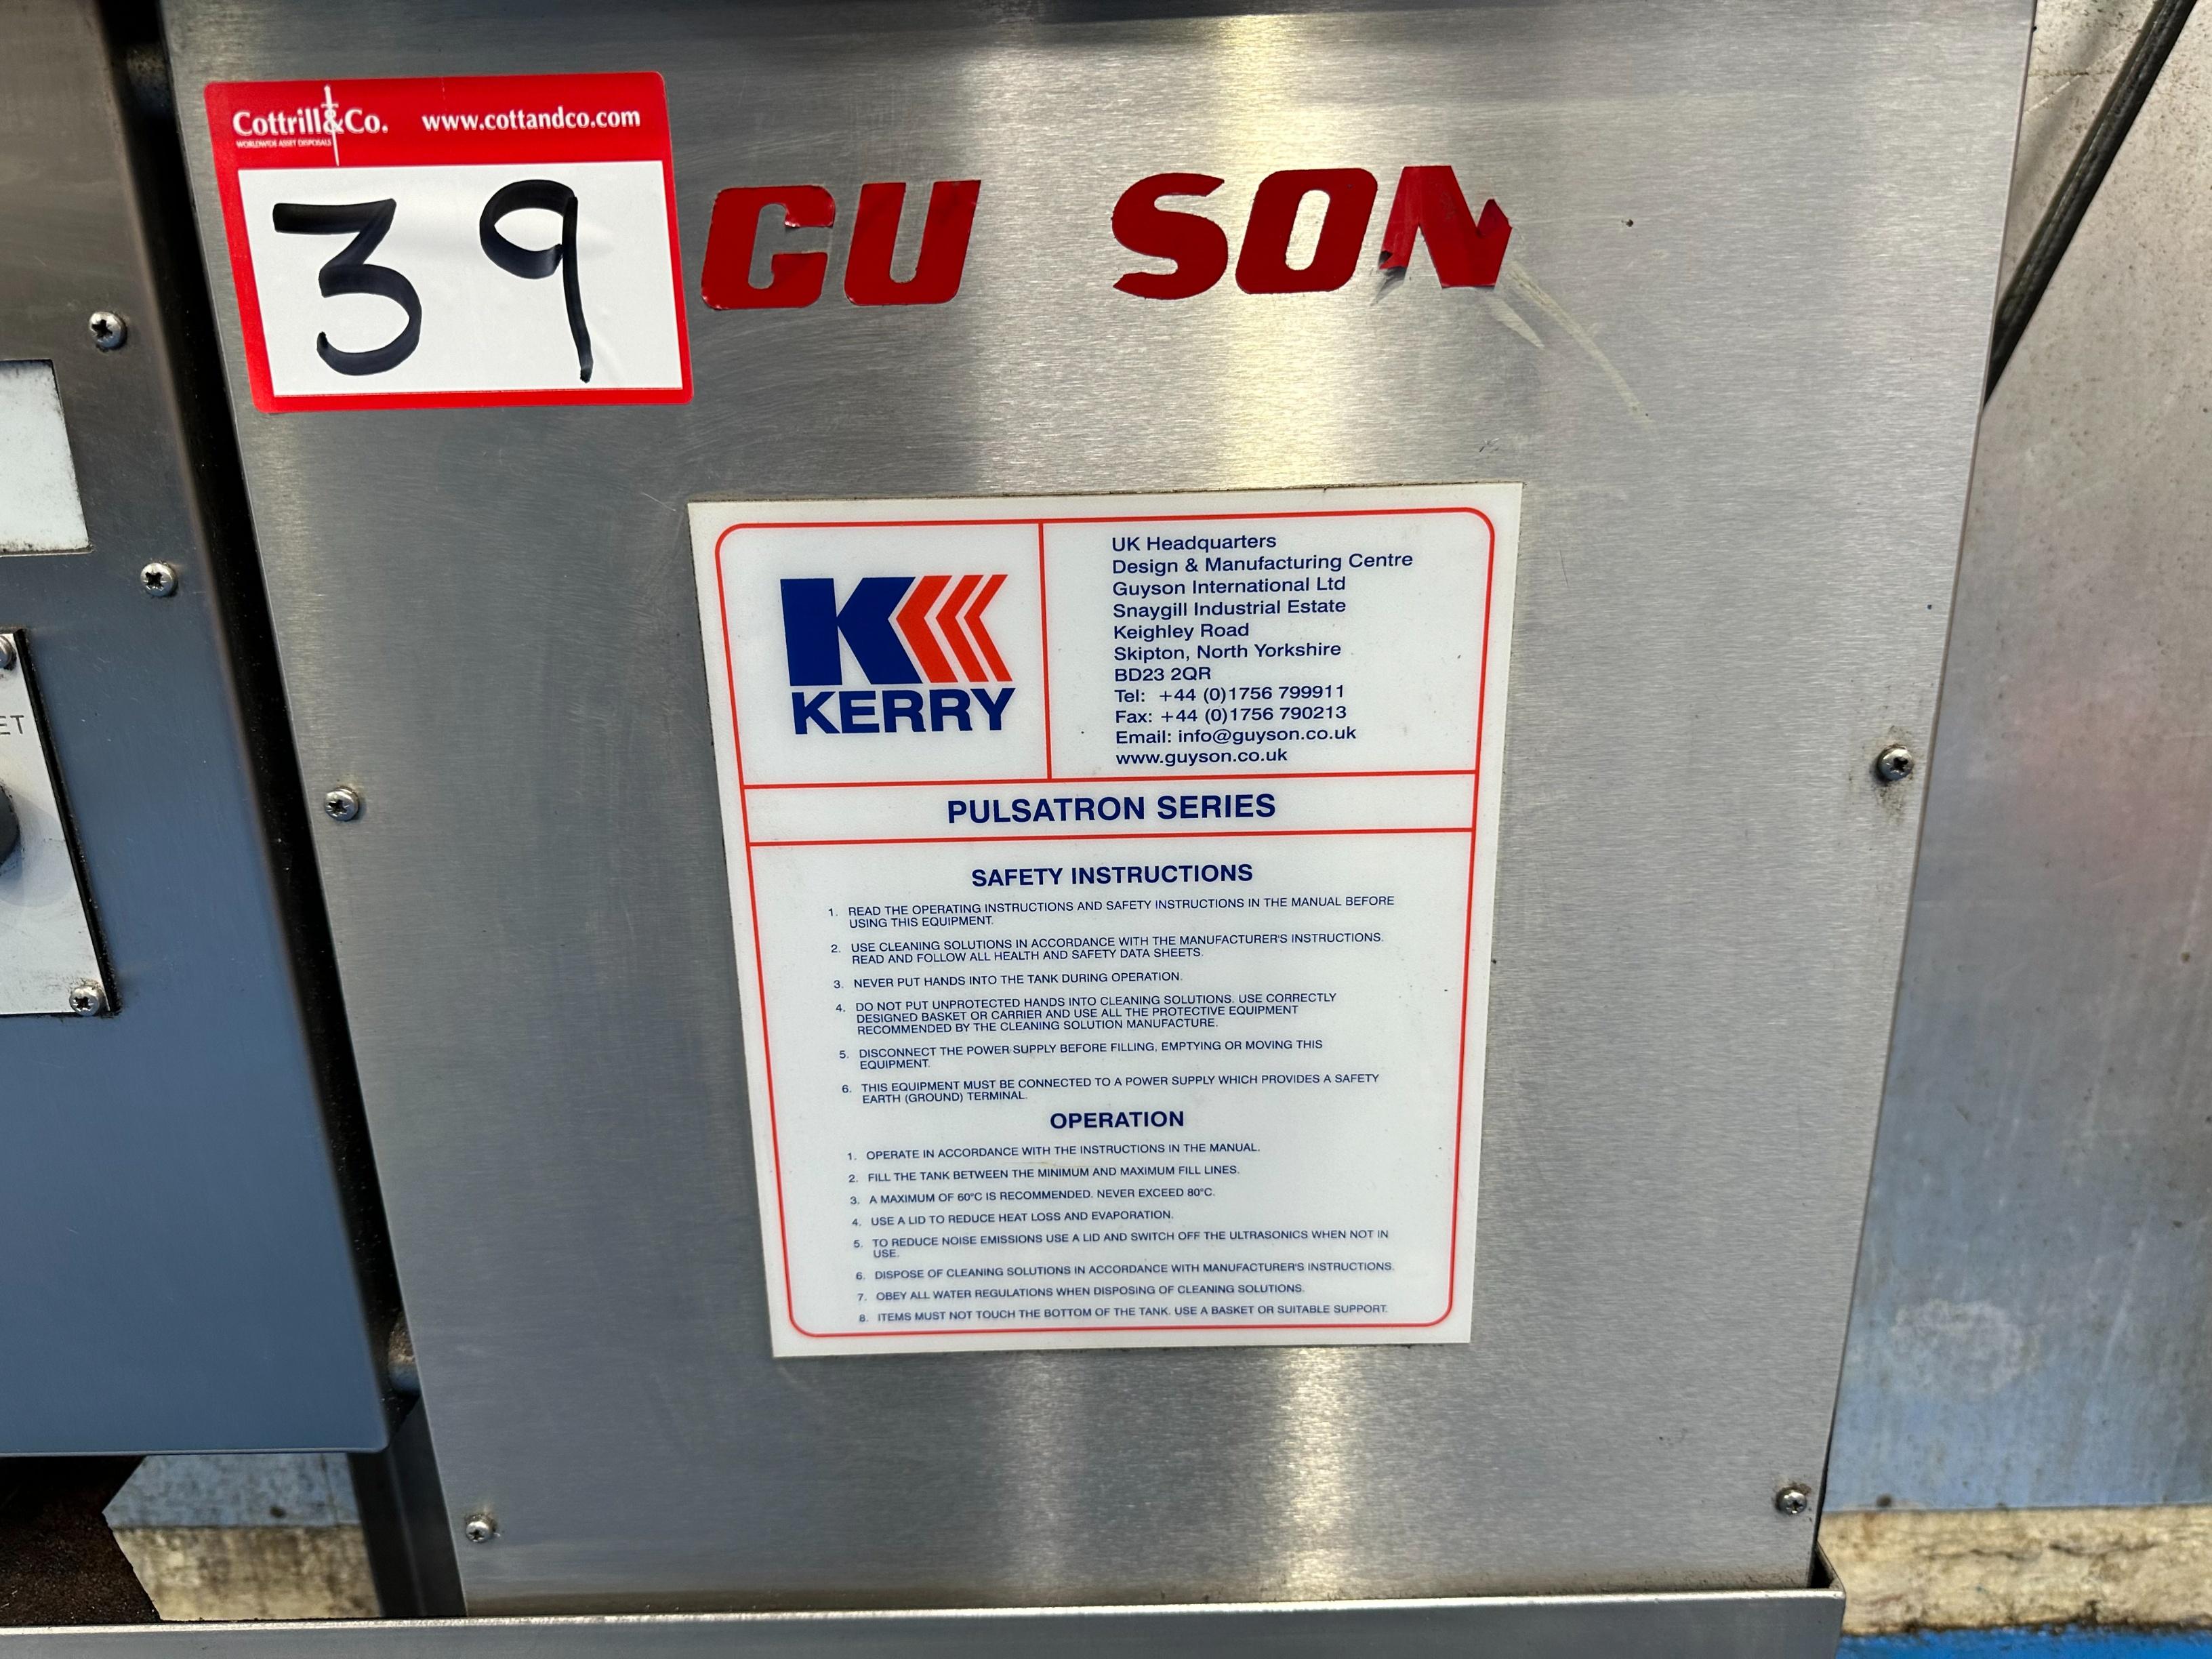 Cottrill&Co. www.cottandco.com
WORLDWIDE ASSET DISPOSALS
39
GU SON
ET
K
KERRY
UK Headquarters
Design & Manufacturing Centre
Guyson International Ltd
Snaygill Industrial Estate
Keighley Road
Skipton, North Yorkshire
BD23 2QR
Tel: +44 (0)1756 799911
Fax: +44 (0)1756 790213
Email: info@guyson.co.uk
www.guyson.co.uk
PULSATRON SERIES
SAFETY INSTRUCTIONS
1. READ THE OPERATING INSTRUCTIONS AND SAFETY INSTRUCTIONS IN THE MANUAL BEFORE
USING THIS EQUIPMENT.
2. USE CLEANING SOLUTIONS IN ACCORDANCE WITH THE MANUFACTURER'S INSTRUCTIONS.
READ AND FOLLOW ALL HEALTH AND SAFETY DATA SHEETS.
3. NEVER PUT HANDS INTO THE TANK DURING OPERATION.
4. DO NOT PUT UNPROTECTED HANDS INTO CLEANING SOLUTIONS. USE CORRECTLY
DESIGNED BASKET OR CARRIER AND USE ALL THE PROTECTIVE EQUIPMENT
RECOMMENDED BY THE CLEANING SOLUTION MANUFACTURE.
5. DISCONNECT THE POWER SUPPLY BEFORE FILLING, EMPTYING OR MOVING THIS
EQUIPMENT.
6. THIS EQUIPMENT MUST BE CONNECTED TO A POWER SUPPLY WHICH PROVIDES A SAFETY
EARTH (GROUND) TERMINAL.
OPERATION
1. OPERATE IN ACCORDANCE WITH THE INSTRUCTIONS IN THE MANUAL.
2. FILL THE TANK BETWEEN THE MINIMUM AND MAXIMUM FILL LINES.
3. A MAXIMUM OF 60°C IS RECOMMENDED. NEVER EXCEED 80°C.
4. USE A LID TO REDUCE HEAT LOSS AND EVAPORATION.
5. TO REDUCE NOISE EMISSIONS USE A LID AND SWITCH OFF THE ULTRASONICS WHEN NOT IN
USE.
6. DISPOSE OF CLEANING SOLUTIONS IN ACCORDANCE WITH MANUFACTURER'S INSTRUCTIONS.
7. OBEY ALL WATER REGULATIONS WHEN DISPOSING OF CLEANING SOLUTIONS.
8. ITEMS MUST NOT TOUCH THE BOTTOM OF THE TANK. USE A BASKET OR SUITABLE SUPPORT.